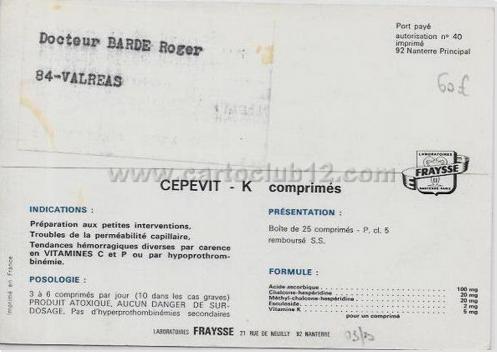 Docteur BARDE Roger
84-VALREAS
Port payé
autorisation n° 40
imprimé
92 Nanterre Principal
60f
LABORATOIRES
FRAYSSE
NANTERRE PARIS
www.cartoclub12.com
CEPEVIT - K comprimés
INDICATIONS :
Préparation aux petites interventions.
Troubles de la perméabilité capillaire,
Tendances hémorragiques diverses par carence
en VITAMINES C et P ou par hypoprothrom-
binémie.
POSOLOGIE :
3 à 6 comprimés par jour (10 dans les cas graves)
PRODUIT ATOXIQUE, AUCUN DANGER DE SUR-
DOSAGE. Pas d'hyperprothombinémies secondaires
PRÉSENTATION :
Boîte de 25 comprimés - P. cl. 5
remboursé S.S.
FORMULE :
Acide ascorbique 100 mg
Chalcone-hespéridine 20 mg
Méthyl-chalcone-hespéridine 20 mg
Esculoside 2 mg
Vitamine K 5 mg
pour un comprimé
Imprimé en France
LABORATOIRES FRAYSSE 21 RUE DE NEUILLY 92 NANTERRE